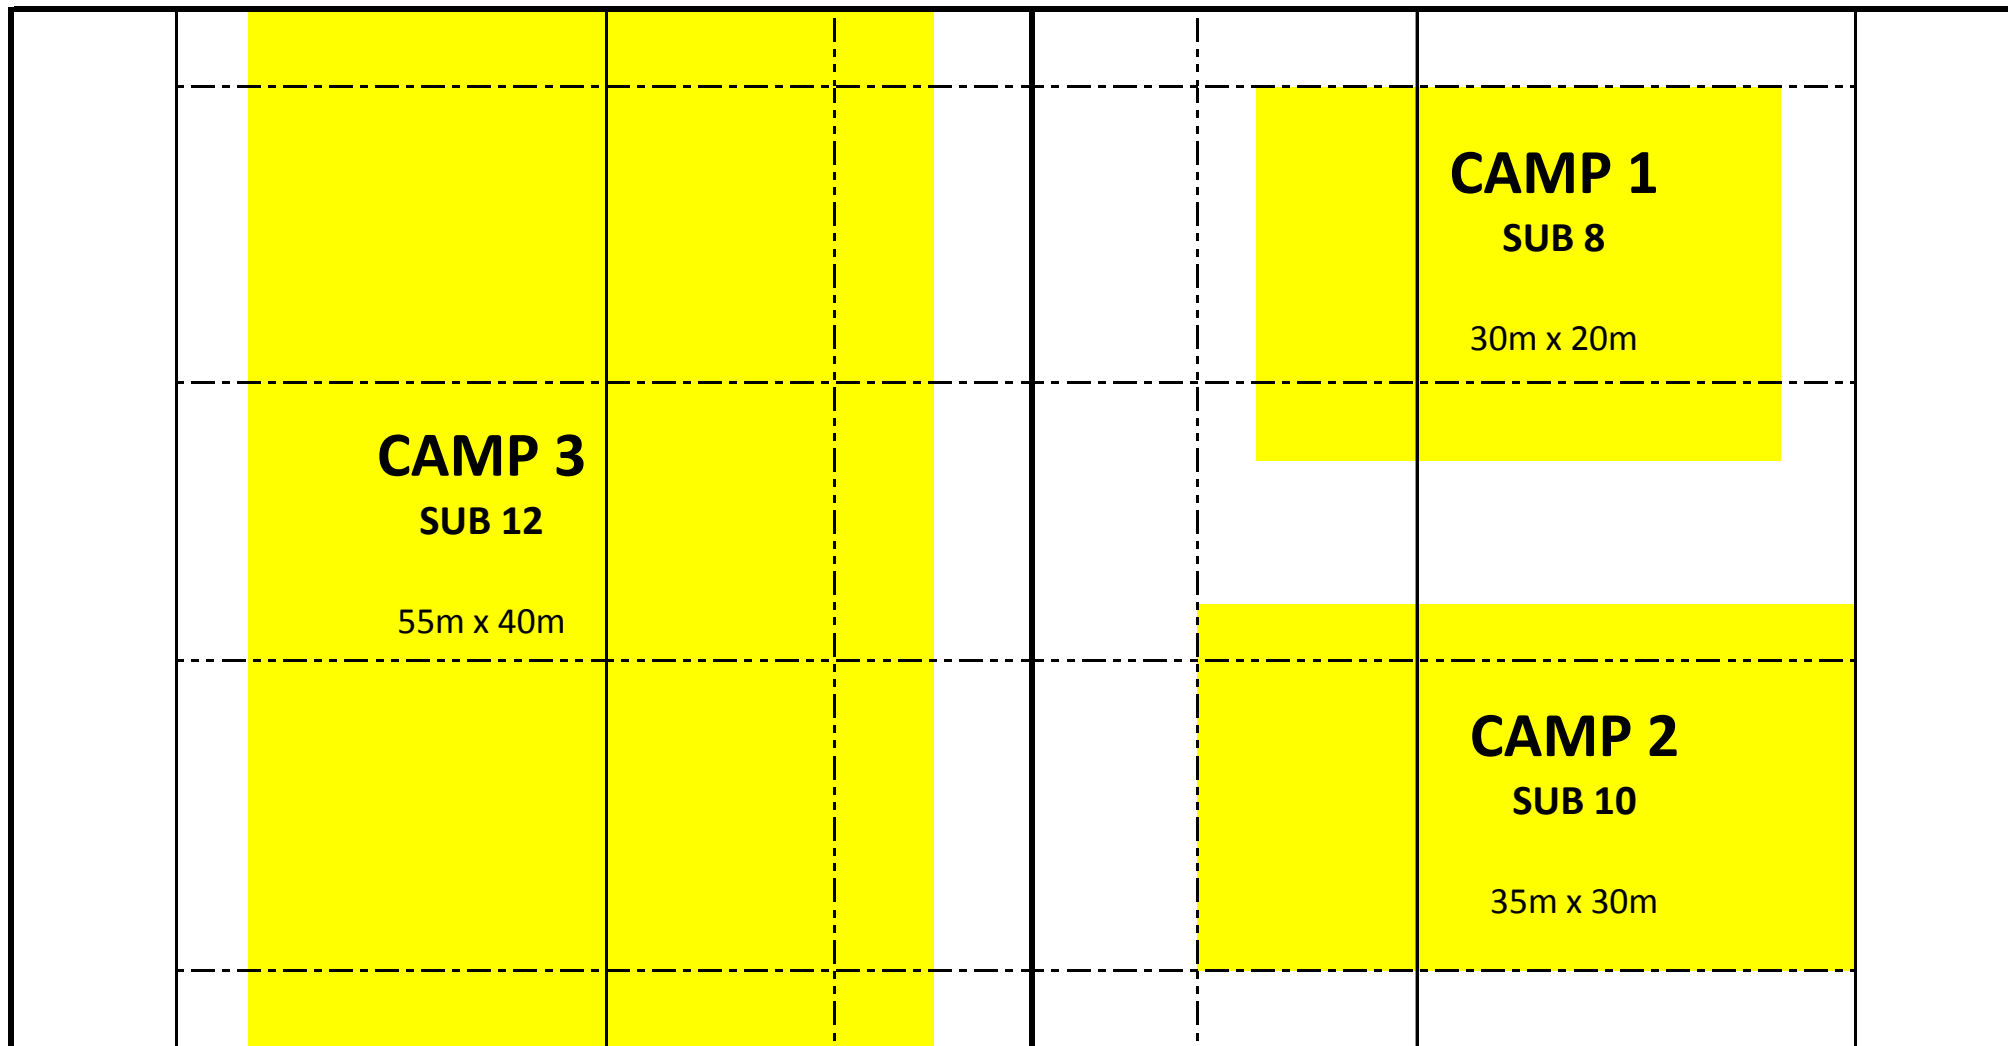 CAMP 1
SUB 8
30m x 20m
CAMP 3
SUB 12
55m x 40m
CAMP 2
SUB 10
35m x 30m